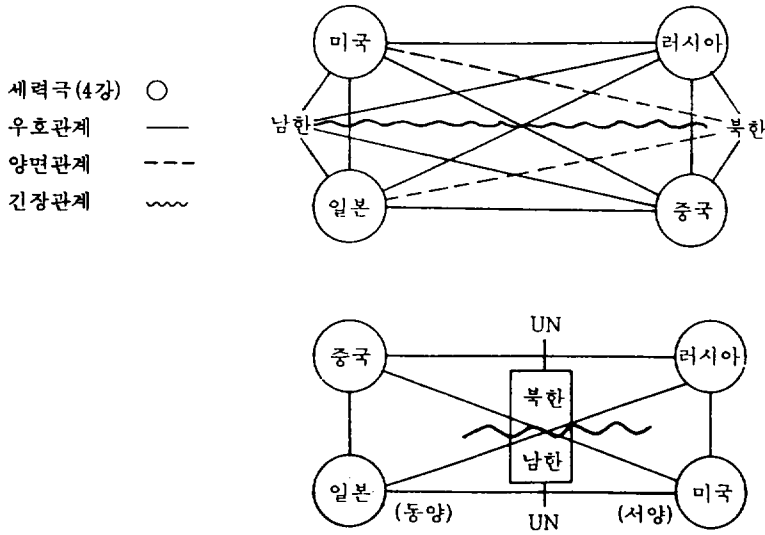 미국
러시아
세력극(4강)
우호관계
양면관계
긴장관계
남한
북한
일본
중국
UN
중국
러시아
북한
남한
일본
(동양)
(서양)
미국
UN